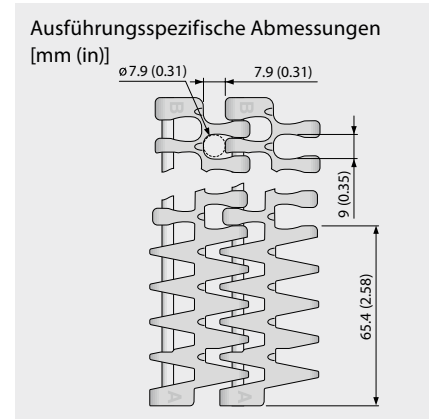 Ausführungsspezifische Abmessungen
[mm (in)]
ø7.9 (0.31) 7.9 (0.31)
B B
9 (0.35)
65.4 (2.58)
A A